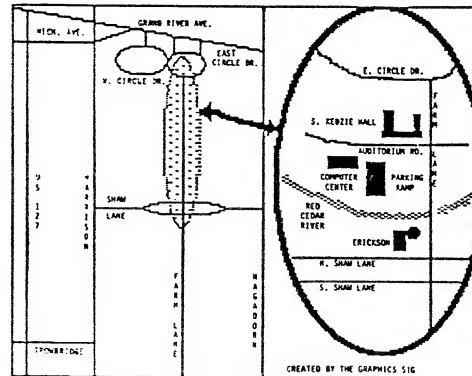 GRAND RIVER AVE.
MICH. AVE.
EAST
CIRCLE DR.
W. CIRCLE DR.
SHAW
LANE
US 127
HARRISON
FARM LANE
HAGADORN
TROWBRIDGE
E. CIRCLE DR.
FARM LANE
S. KEDZIE HALL
AUDITORIUM RD.
COMPUTER
CENTER
PARKING
RAMP
RED
CEDAR
RIVER
ERICKSON
N. SHAW LANE
S. SHAW LANE
CREATED BY THE GRAPHICS SIG